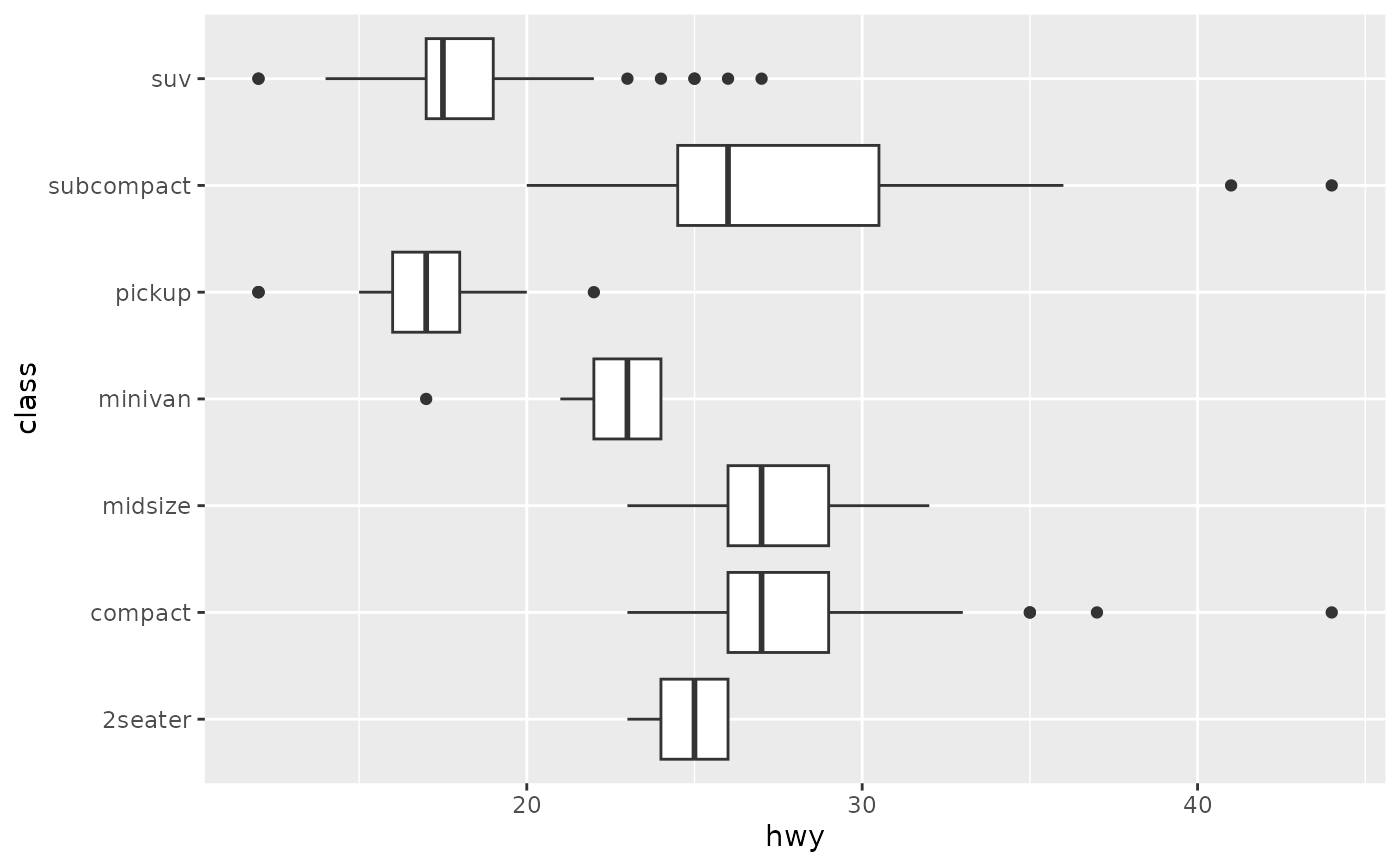 suv
subcompact
pickup
minivan
midsize
compact
2seater
class
20 30 40
hwy